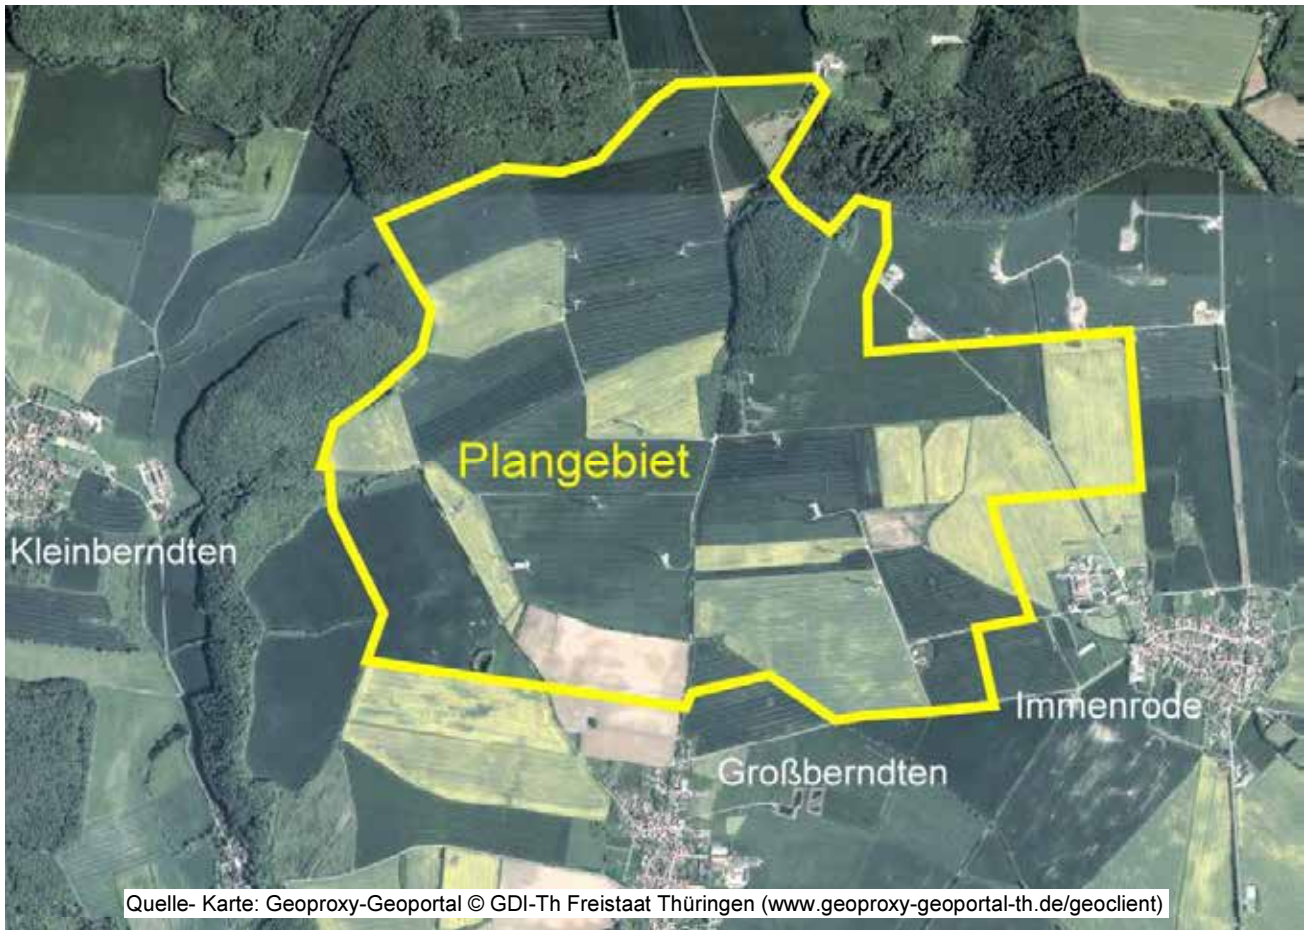 Plangebiet
Kleinberndten
Immenrode
Großberndten
Quelle- Karte: Geoproxy-Geoportal © GDI-Th Freistaat Thüringen (www.geoproxy-geoportal-th.de/geoclient)